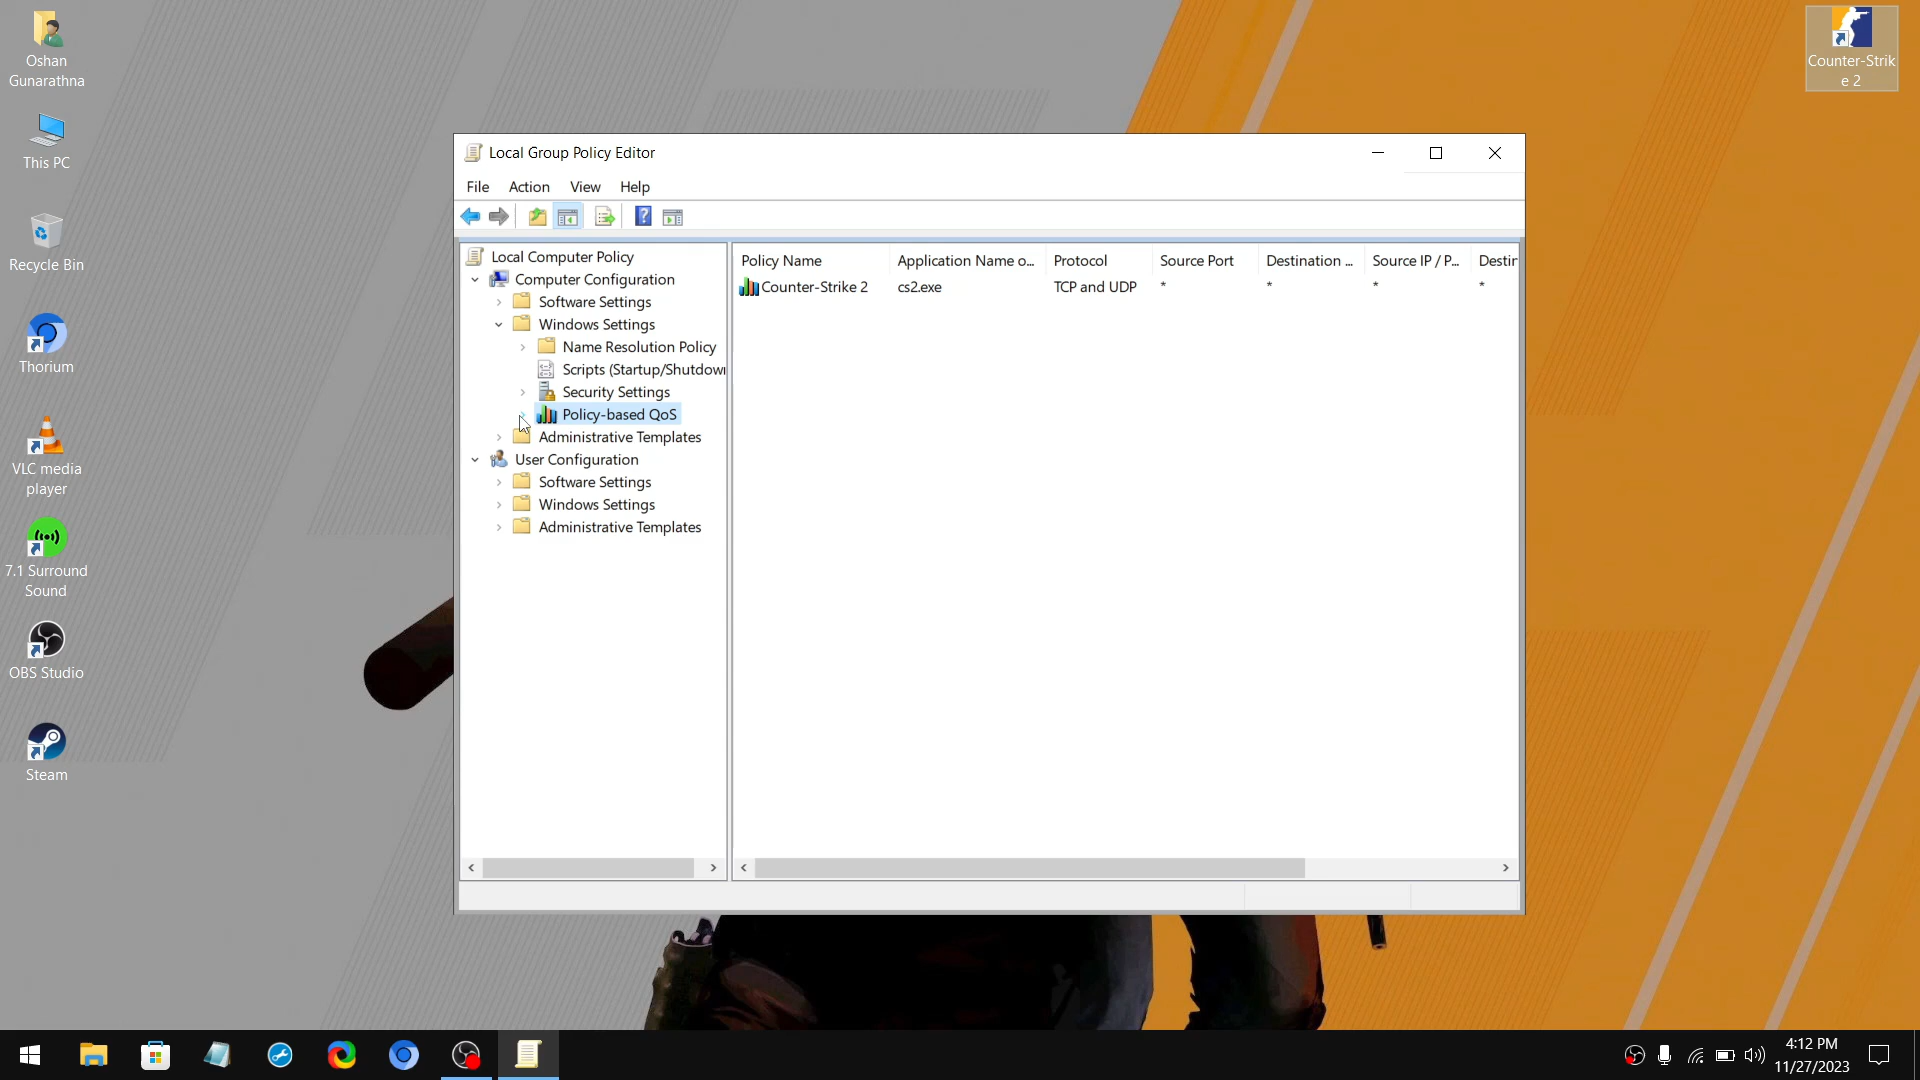 Oshan
Gunarathna
This PC
Recycle Bin
Thorium
VLC media
player
7.1 Surround
Sound
OBS Studio
Steam
Counter-Strik
e 2
Local Group Policy Editor
File Action View Help
Local Computer Policy
Computer Configuration
Software Settings
Windows Settings
Name Resolution Policy
Scripts (Startup/Shutdown
Security Settings
Policy-based QoS
Administrative Templates
User Configuration
Software Settings
Windows Settings
Administrative Templates
Policy Name Application Name o... Protocol Source Port Destination ... Source IP / P... Destin
Counter-Strike 2 cs2.exe TCP and UDP * * * *
4:12 PM
11/27/2023